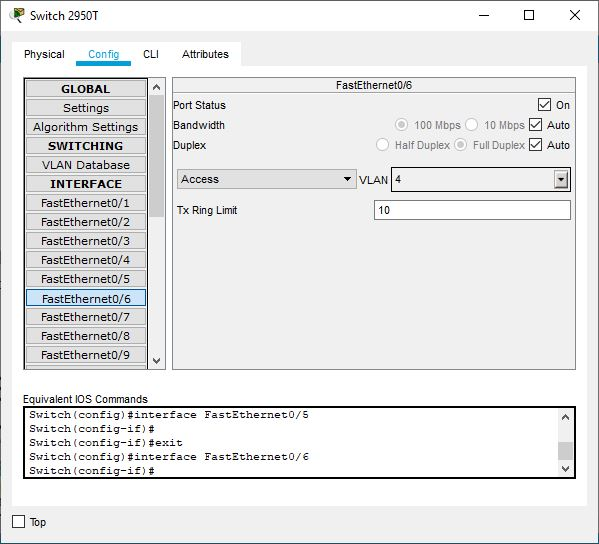 Switch 2950T
Physical Config CLI Attributes
GLOBAL
Settings
Algorithm Settings
SWITCHING
VLAN Database
INTERFACE
FastEthernet0/1
FastEthernet0/2
FastEthernet0/3
FastEthernet0/4
FastEthernet0/5
FastEthernet0/6
FastEthernet0/7
FastEthernet0/8
FastEthernet0/9
FastEthernet0/6
Port Status On
Bandwidth 100 Mbps 10 Mbps Auto
Duplex Half Duplex Full Duplex Auto
Access VLAN 4
Tx Ring Limit 10
Equivalent IOS Commands
Switch(config)#interface FastEthernet0/5
Switch(config-if)#
Switch(config-if)#exit
Switch(config)#interface FastEthernet0/6
Switch(config-if)#
Top